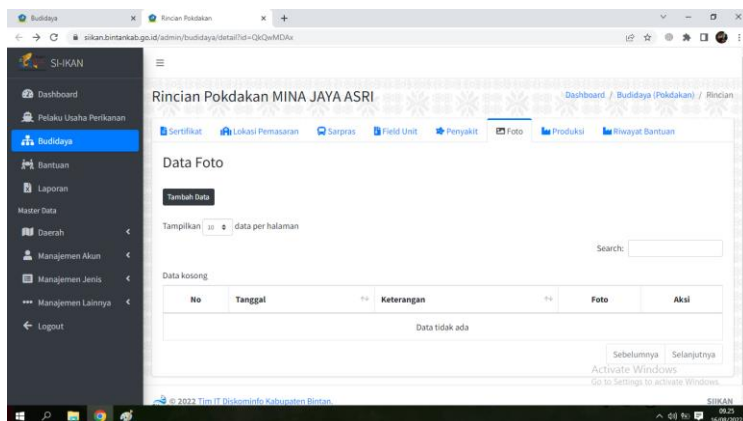 Budidaya
Rincian Pokdakan
sikan.bintankab.go.id/admin/budidaya/detail?id=QkQwMDAx
SI-IKAN
Dashboard
Pelaku Usaha Perikanan
Budidaya
Bantuan
Laporan
Master Data
Daerah
Manajemen Akun
Manajemen Jenis
Manajemen Lainnya
Logout
Rincian Pokdakan MINA JAYA ASRI
Dashboard / Budidaya (Pokdakan) / Rincian
Sertifikat Lokasi Pemasaran Sarpras Field Unit Penyakit Foto Produksi Riwayat Bantuan
Data Foto
Tambah Data
Tampilkan 10 data per halaman
Search:
Data kosong
No Tanggal Keterangan Foto Aksi
Data tidak ada
Sebelumnya Selanjutnya
Activate Windows
Go to Settings to activate Windows.
© 2022 Tim IT Diskominfo Kabupaten Bintan.
SIIKAN
09.25
16/08/2022